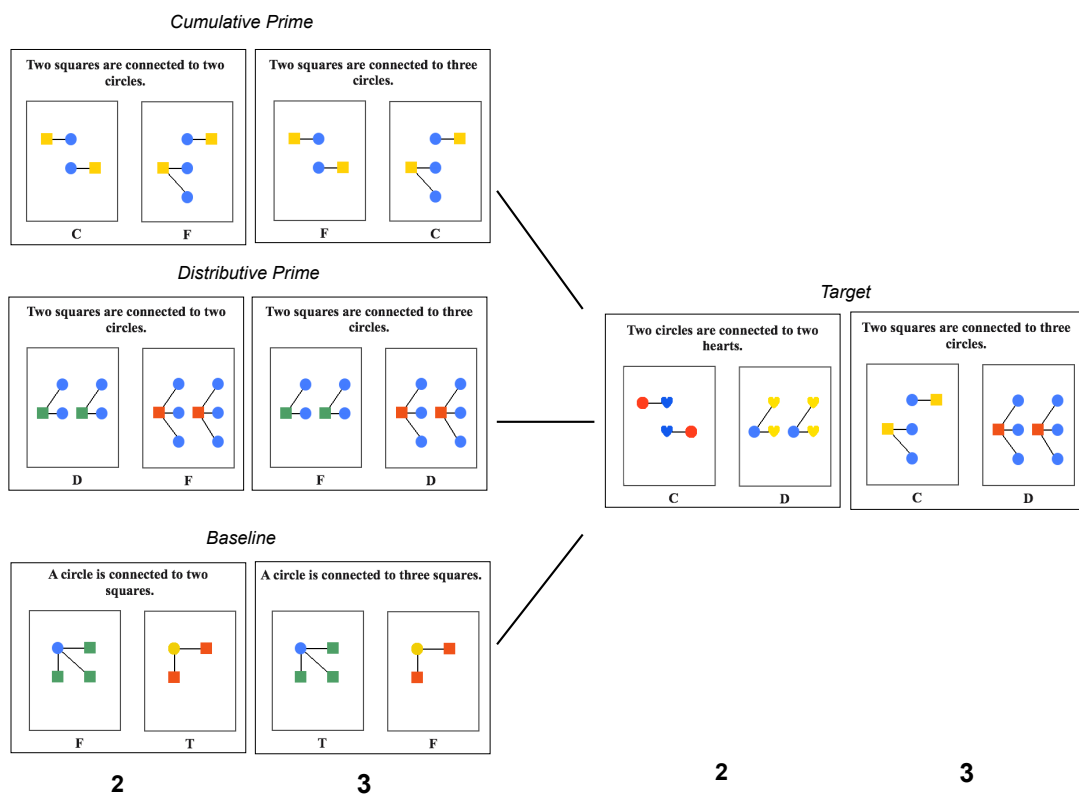 Cumulative Prime
Two squares are connected to two
circles.
C
F
Two squares are connected to three
circles.
F
C
Distributive Prime
Two squares are connected to two
circles.
D
F
Two squares are connected to three
circles.
F
D
Baseline
A circle is connected to two
squares.
F
T
A circle is connected to three squares.
T
F
2
3
Target
Two circles are connected to two
hearts.
C
D
Two squares are connected to three
circles.
C
D
2
3